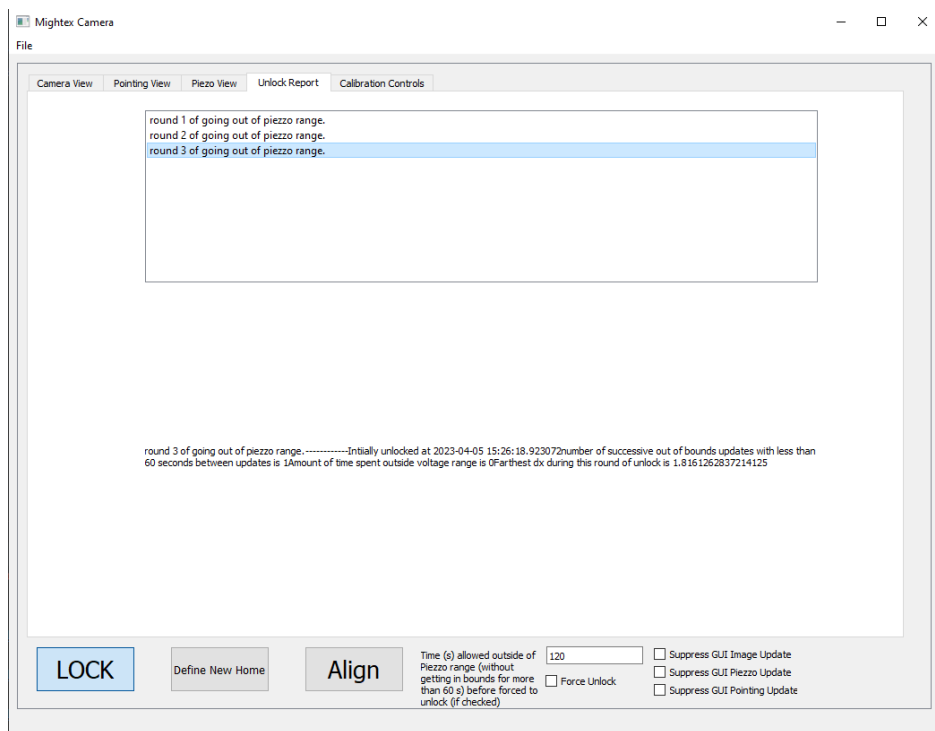 Mightex Camera
File
Camera View Pointing View Piezo View Unlock Report Calibration Controls
round 1 of going out of piezzo range.
round 2 of going out of piezzo range.
round 3 of going out of piezzo range.
round 3 of going out of piezzo range.------------Intiially unlocked at 2023-04-05 15:26:18.923072number of successive out of bounds updates with less than
60 seconds between updates is 1Amount of time spent outside voltage range is 0Farthest dx during this round of unlock is 1.8161262837214125
LOCK
Define New Home
Align
Time (s) allowed outside of
Piezzo range (without
getting in bounds for more
than 60 s) before forced to
unlock (if checked)
120
Force Unlock
Suppress GUI Image Update
Suppress GUI Piezzo Update
Suppress GUI Pointing Update